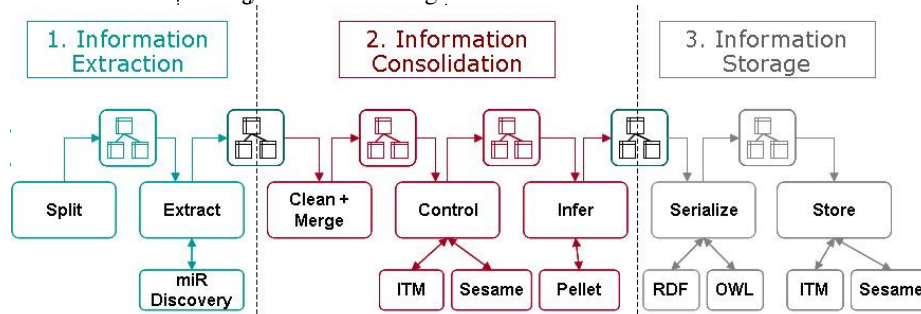 1. Information
Extraction
2. Information
Consolidation
3. Information
Storage
Split
Extract
Clean +
Merge
Control
Infer
Serialize
Store
miR
Discovery
ITM
Sesame
Pellet
RDF
OWL
ITM
Sesame